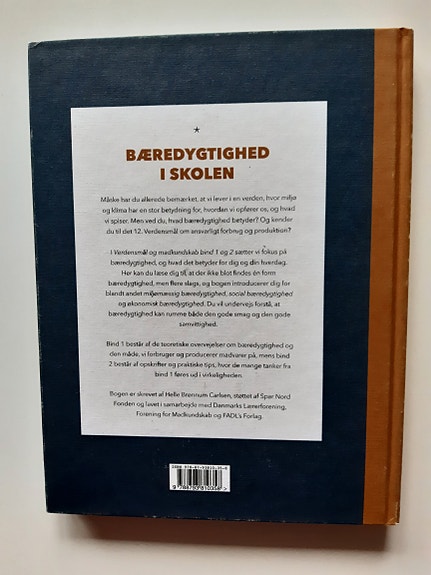 *
BÆREDYGTIGHED
I SKOLEN
Måske har du allerede bemærket, at vi lever i en verden, hvor miljø
og klima har en stor betydning for, hvordan vi opfører os, og hvad
vi spiser. Men ved du, hvad bæredygtighed betyder? Og kender
du til det 12. Verdensmål om ansvarligt forbrug og produktion?
I Verdensmål og madkundskab bind 1 og 2 sætter vi fokus på
bæredygtighed, og hvad det betyder for dig og din hverdag.
Her kan du læse dig til, at der ikke blot findes én form
bæredygtighed, men flere slags, og bogen introducerer dig for
blandt andet miljømæssig bæredygtighed, social bæredygtighed
og økonomisk bæredygtighed. Du vil undervejs forstå, at
bæredygtighed kan rumme både den gode smag og den gode
samvittighed.
Bind 1 består af de teoretiske overvejelser om bæredygtighed og
den måde, vi forbruger og producerer madvarer på, mens bind
2 består af opskrifter og praktiske tips, hvor de mange tanker fra
bind 1 føres ud i virkeligheden.
Bogen er skrevet af Helle Brønnum Carlsen, støttet af Spar Nord
Fonden og lavet i samarbejde med Danmarks Lærerforening,
Forening for Madkundskab og FADL's Forlag.